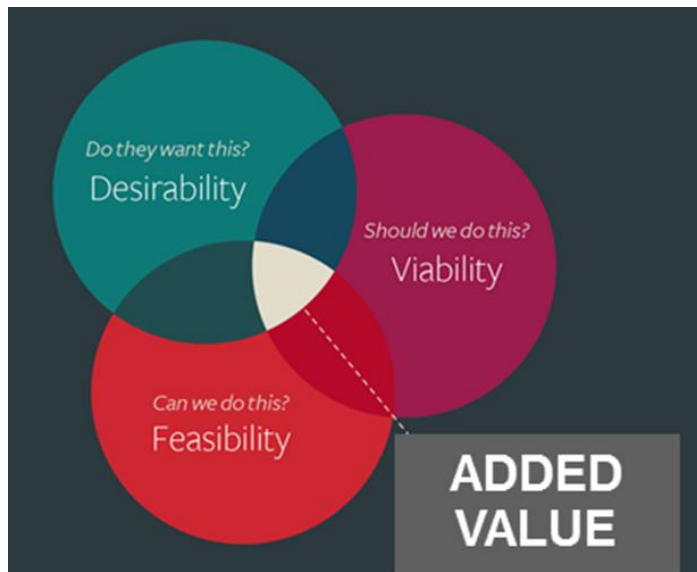 Do they want this?
Desirability
Should we do this?
Viability
Can we do this?
Feasibility
ADDED
VALUE